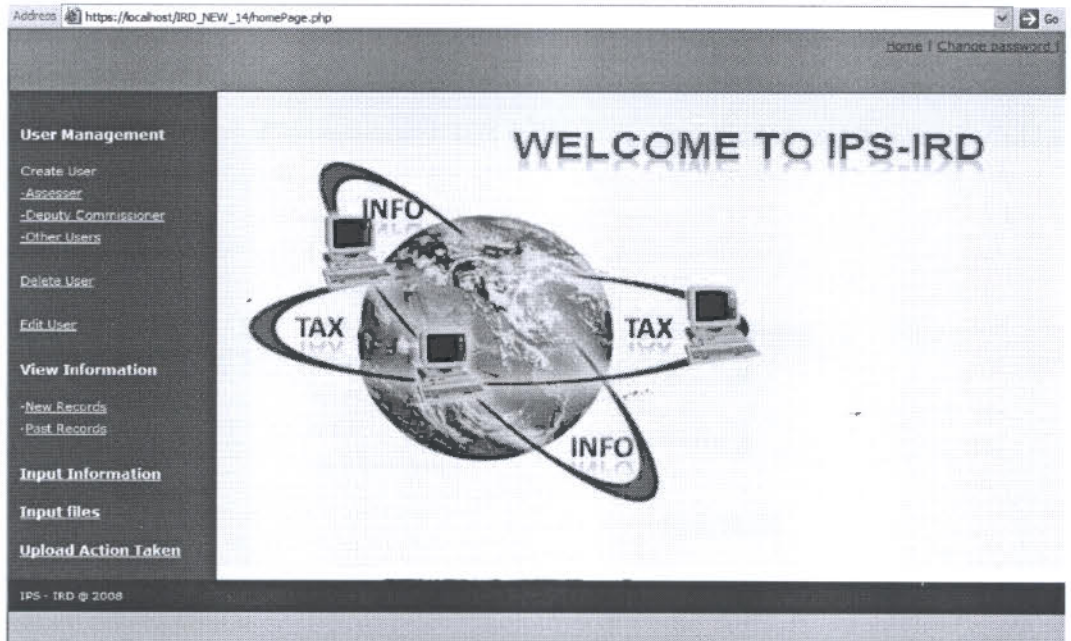 Address https://localhost/IRD_NEW_14/homePage.php Go
Home | Change password |
User Management
Create User
-Assesser
-Deputy Commissioner
-Other Users
Delete User
Edit User
View Information
-New Records
-Past Records
Input Information
Input files
Upload Action Taken
WELCOME TO IPS-IRD
INFO
TAX
TAX
INFO
IPS - IRD @ 2008